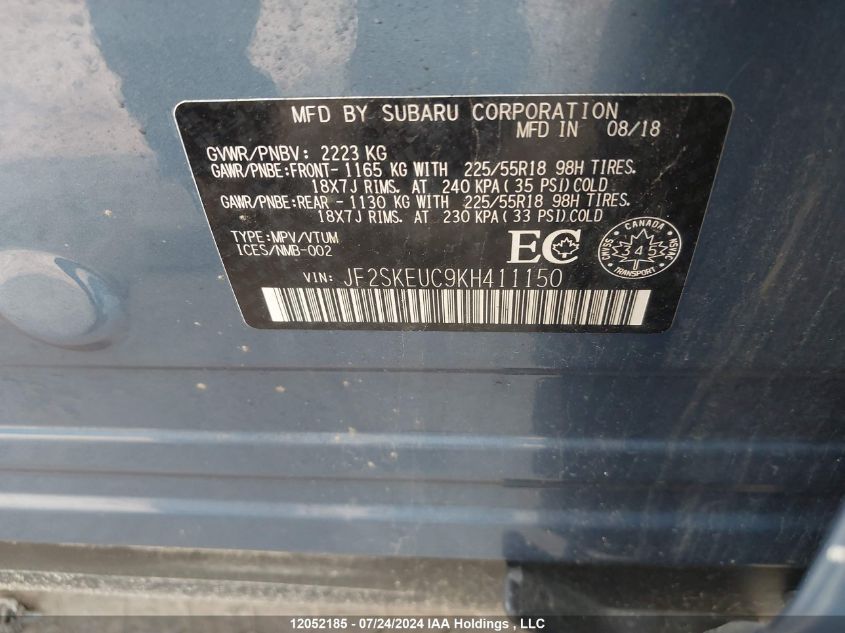 MFD BY SUBARU CORPORATION
MFD IN 08/18
GVWR/PNBV: 2223 KG
GAWR/PNBE:FRONT- 1165 KG WITH 225/55R18 98H TIRES.
18X7J RIMS. AT 240 KPA(35 PSI)COLD
GAWR/PNBE:REAR - 1130 KG WITH 225/55R18 98H TIRES.
18X7J RIMS. AT 230 KPA(33 PSI)COLD
TYPE:MPV/VTUM
ICES/NMB-002
EC
CANADA
SVNC
345
NSVAC
VIN: JF2SKEUC9KH411150
12052185 - 07/24/2024 IAA Holdings , LLC